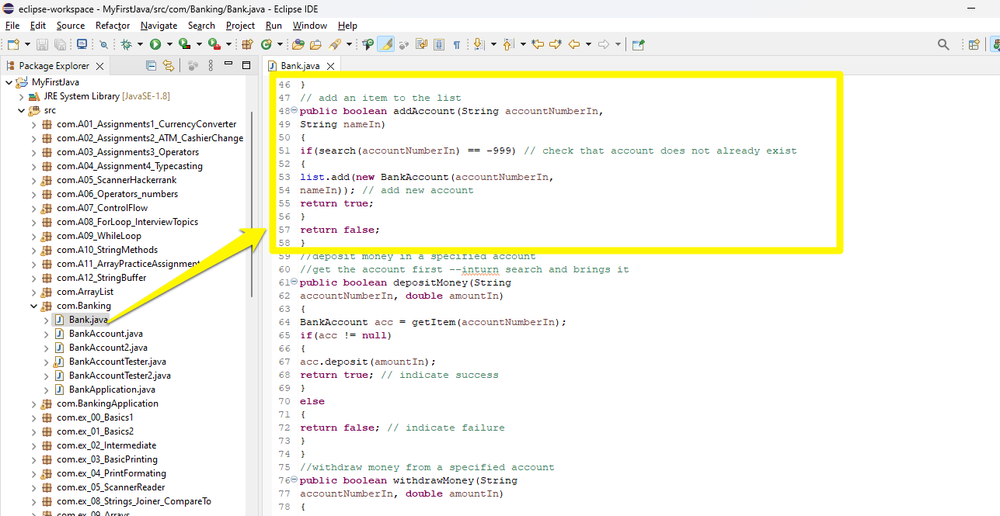 eclipse-workspace - MyFirstJava/src/com/Banking/Bank.java - Eclipse IDE
File Edit Source Refactor Navigate Search Project Run Window Help
Package Explorer
MyFirstJava
JRE System Library [JavaSE-1.8]
src
com.A01_Assignments1_CurrencyConverter
com.A02_Assignments2_ATM_CashierChange
com.A03_Assignments3_Operators
com.A04_Assignment4_Typecasting
com.A05_ScannerHackerrank
com.A06_Operators_numbers
com.A07_ControlFlow
com.A08_ForLoop_InterviewTopics
com.A09_WhileLoop
com.A10_StringMethods
com.A11_ArrayPracticeAssignment
com.A12_StringBuffer
com.ArrayList
com.Banking
Bank.java
BankAccount.java
BankAccount2.java
BankAccountTester.java
BankAccountTester2.java
BankApplication.java
com.BankingApplication
com.ex_00_Basics1
com.ex_01_Basics2
com.ex_02_Intermediate
com.ex_03_BasicPrinting
com.ex_04_PrintFormating
com.ex_05_ScannerReader
com.ex_08_Strings_Joiner_CompareTo
com.ex_09_Arrays
Bank.java
46 }
47 // add an item to the list
48 public boolean addAccount(String accountNumberIn,
49 String nameIn)
50 {
51 if(search(accountNumberIn) == -999) // check that account does not already exist
52 {
53 list.add(new BankAccount(accountNumberIn,
54 nameIn)); // add new account
55 return true;
56 }
57 return false;
58 }
59 //deposit money in a specified account
60 //get the account first --inturn search and brings it
61 public boolean depositMoney(String
62 accountNumberIn, double amountIn)
63 {
64 BankAccount acc = getItem(accountNumberIn);
65 if(acc != null)
66 {
67 acc.deposit(amountIn);
68 return true; // indicate success
69 }
70 else
71 {
72 return false; // indicate failure
73 }
74 }
75 //withdraw money from a specified account
76 public boolean withdrawMoney(String
77 accountNumberIn, double amountIn)
78 {